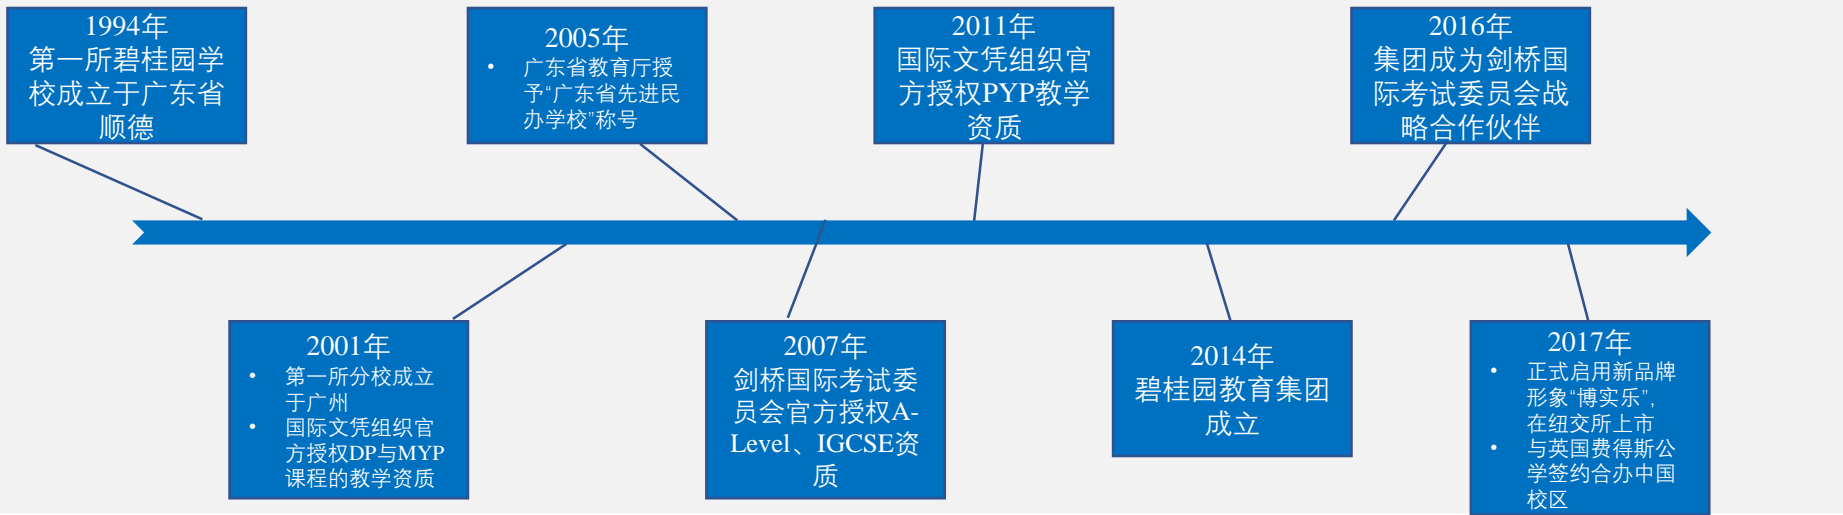 1994年
第一所碧桂园学
校成立于广东省
顺德
2005年
• 广东省教育厅授
予“广东省先进民
办学校”称号
2011年
国际文凭组织官
方授权PYP教学
资质
2016年
集团成为剑桥国
际考试委员会战
略合作伙伴
2001年
• 第一所分校成立
于广州
• 国际文凭组织官
方授权DP与MYP
课程的教学资质
2007年
剑桥国际考试委
员会官方授权A-
Level、IGCSE资
质
2014年
碧桂园教育集团
成立
2017年
• 正式启用新品牌
形象“博实乐”,
在纽交所上市
• 与英国费得斯公
学签约合办中国
校区